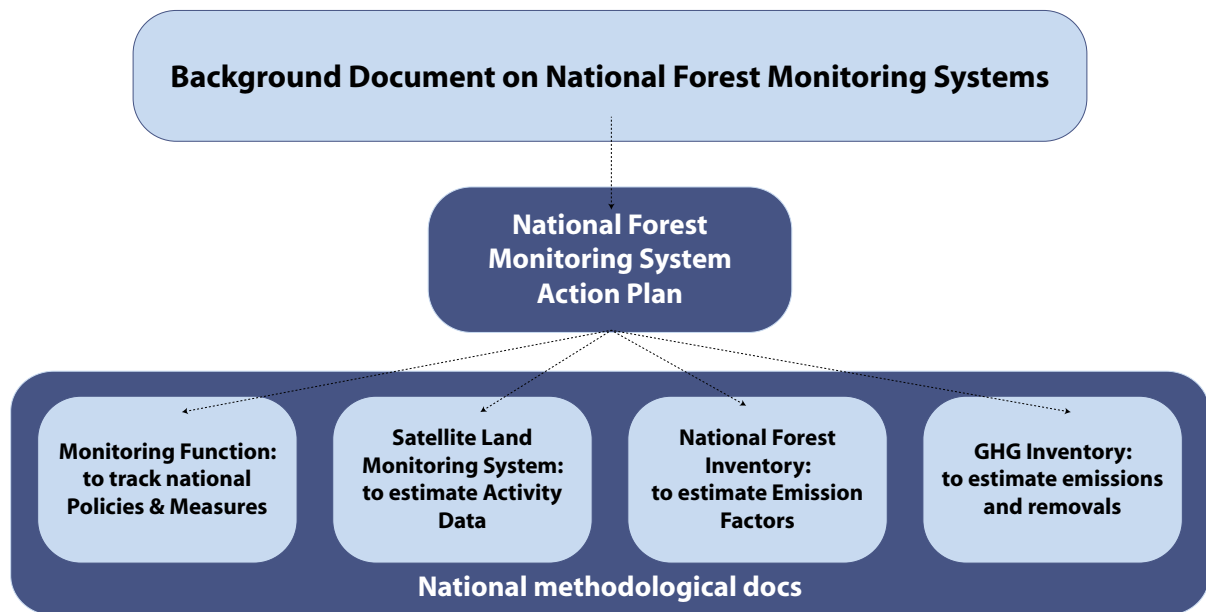 Background Document on National Forest Monitoring Systems
National Forest
Monitoring System
Action Plan
Monitoring Function:
to track national
Policies & Measures
Satellite Land
Monitoring System:
to estimate Activity
Data
National Forest
Inventory:
to estimate Emission
Factors
GHG Inventory:
to estimate emissions
and removals
National methodological docs